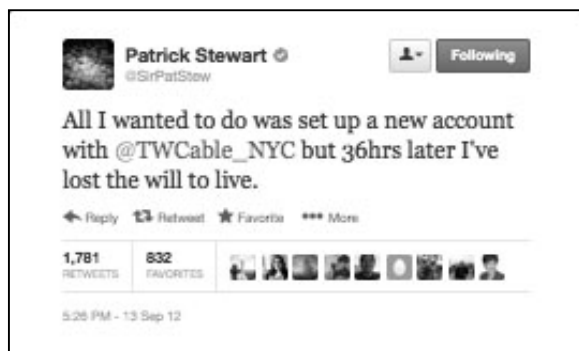 Patrick Stewart
@SirPatStew
Following
All I wanted to do was set up a new account
with @TWCable_NYC but 36hrs later I've
lost the will to live.
Reply Retweet Favorite More
1,781 832
RETWEETS FAVORITES
5:26 PM - 13 Sep 12